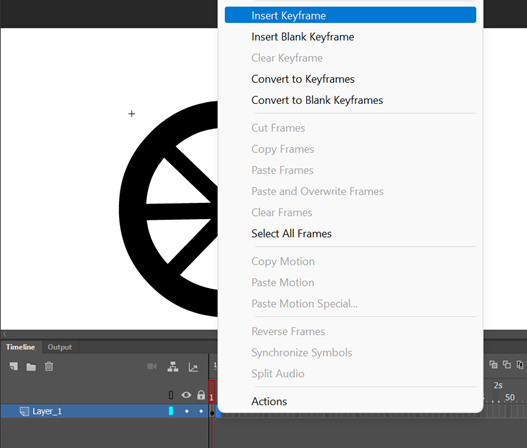 Insert Keyframe
Insert Blank Keyframe
Clear Keyframe
Convert to Keyframes
Convert to Blank Keyframes
Cut Frames
Copy Frames
Paste Frames
Paste and Overwrite Frames
Clear Frames
Select All Frames
Copy Motion
Paste Motion
Paste Motion Special...
Reverse Frames
Synchronize Symbols
Split Audio
Actions
Timeline Output
2s
1 50
Layer_1